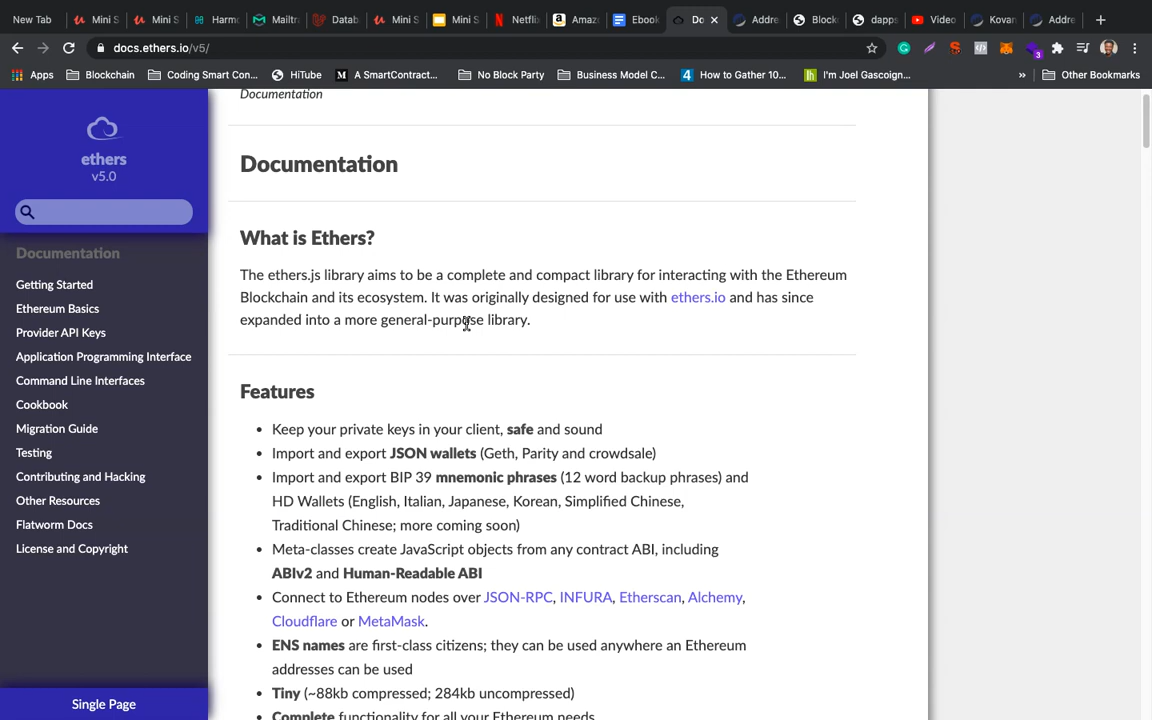 New Tab Mini S Mini S Harmo Mailtra Datab Mini S Mini S Netfli Amaz Ebook Do Addre Block dapps Video Kovan Addre
docs.ethers.io/v5/
3
Apps Blockchain Coding Smart Con... HiTube A SmartContract... No Block Party Business Model C... How to Gather 10... I'm Joel Gascoign... » Other Bookmarks
ethers
v5.0
Documentation
Getting Started
Ethereum Basics
Provider API Keys
Application Programming Interface
Command Line Interfaces
Cookbook
Migration Guide
Testing
Contributing and Hacking
Other Resources
Flatworm Docs
License and Copyright
Single Page
Documentation
Documentation
What is Ethers?
The ethers.js library aims to be a complete and compact library for interacting with the Ethereum
Blockchain and its ecosystem. It was originally designed for use with ethers.io and has since
expanded into a more general-purpose library.
Features
• Keep your private keys in your client, safe and sound
• Import and export JSON wallets (Geth, Parity and crowdsale)
• Import and export BIP 39 mnemonic phrases (12 word backup phrases) and
HD Wallets (English, Italian, Japanese, Korean, Simplified Chinese,
Traditional Chinese; more coming soon)
• Meta-classes create JavaScript objects from any contract ABI, including
ABIv2 and Human-Readable ABI
• Connect to Ethereum nodes over JSON-RPC, INFURA, Etherscan, Alchemy,
Cloudflare or MetaMask.
• ENS names are first-class citizens; they can be used anywhere an Ethereum
addresses can be used
• Tiny (~88kb compressed; 284kb uncompressed)
• Complete functionality for all your Ethereum needs